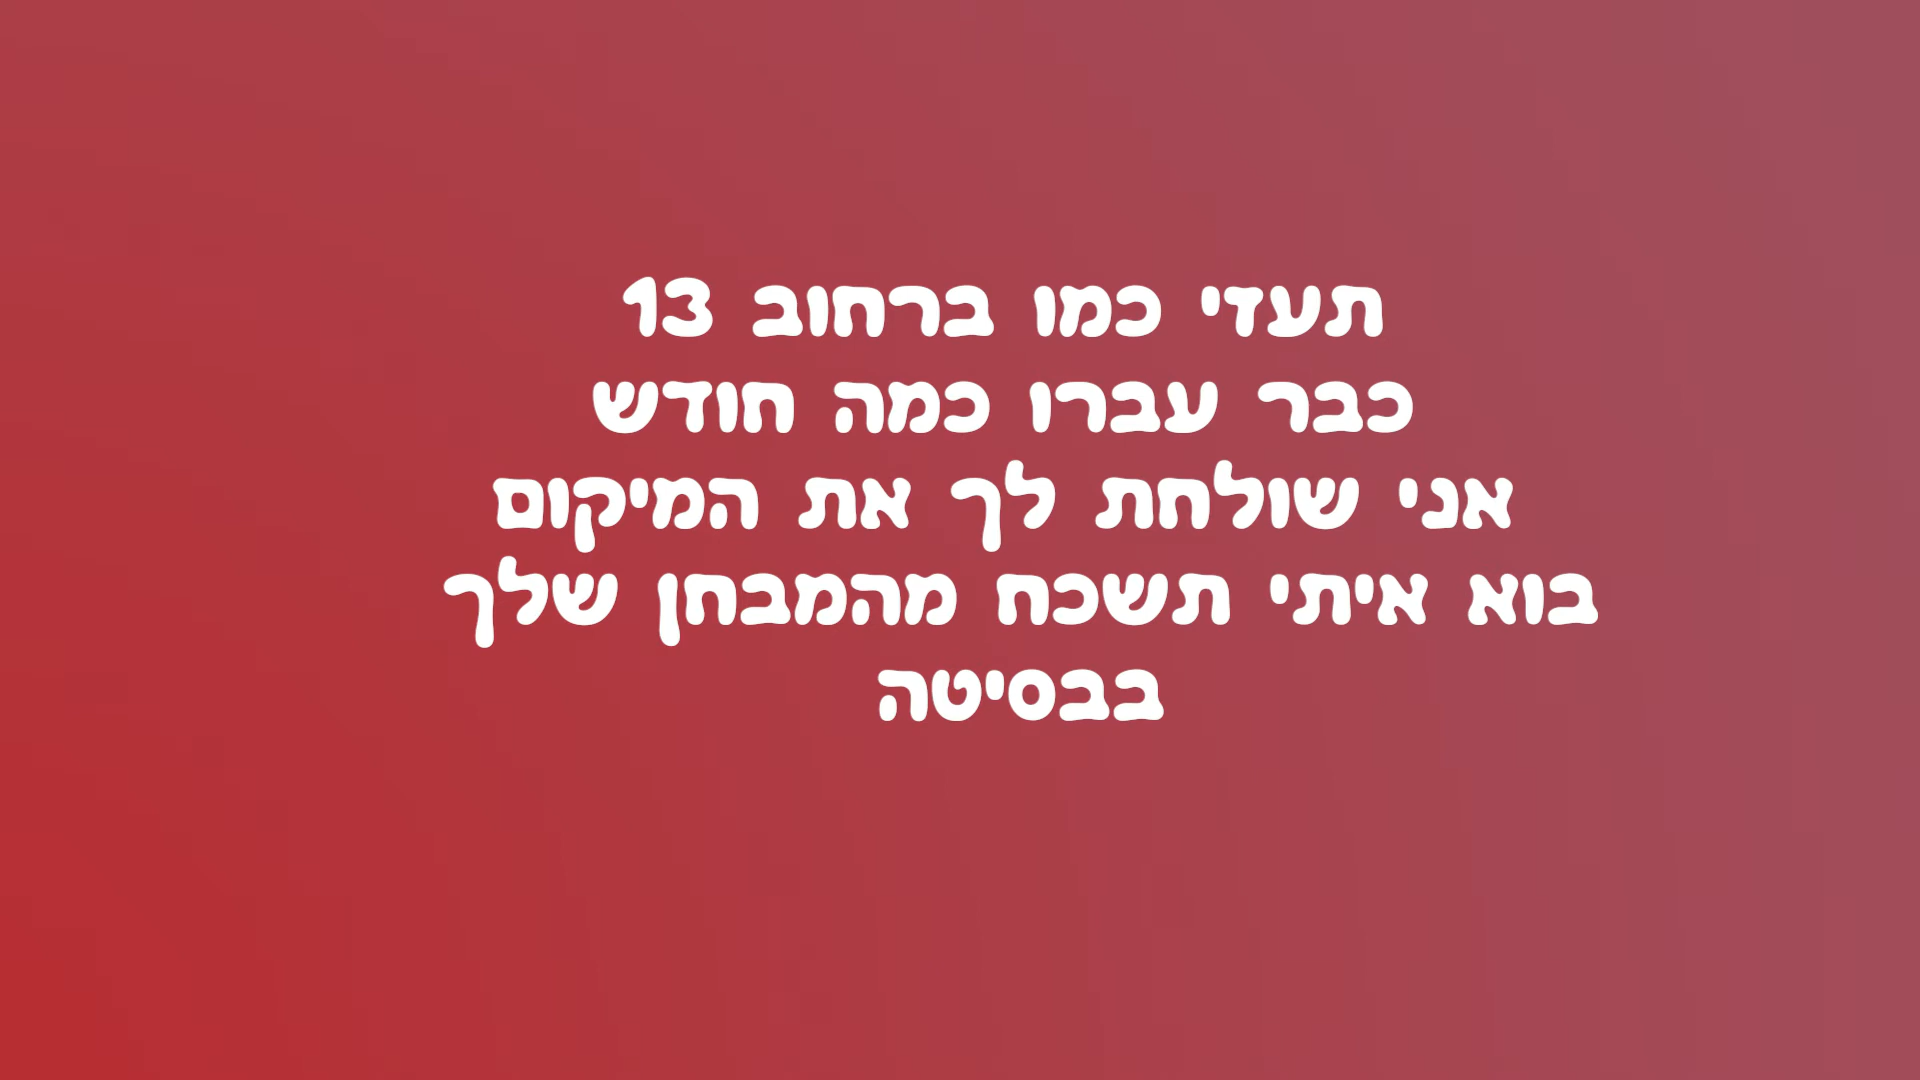 תעדי כמו ברחוב 13
כבר עברו כמה חודש
אני שולחת לך את המיקום
בוא איתי תשכח מהמבחן שלך
בבסיטה